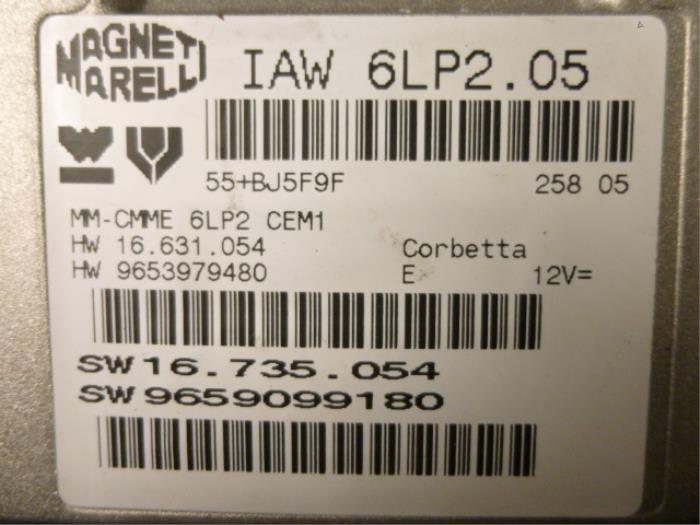 MAGNETI
MARELLI
IAW 6LP2.05
55+BJ5F9F 258 05
MM-CMME 6LP2 CEM1
HW 16.631.054 Corbetta
HW 9653979480 E 12V=
SW 16.735.054
SW 9659099180